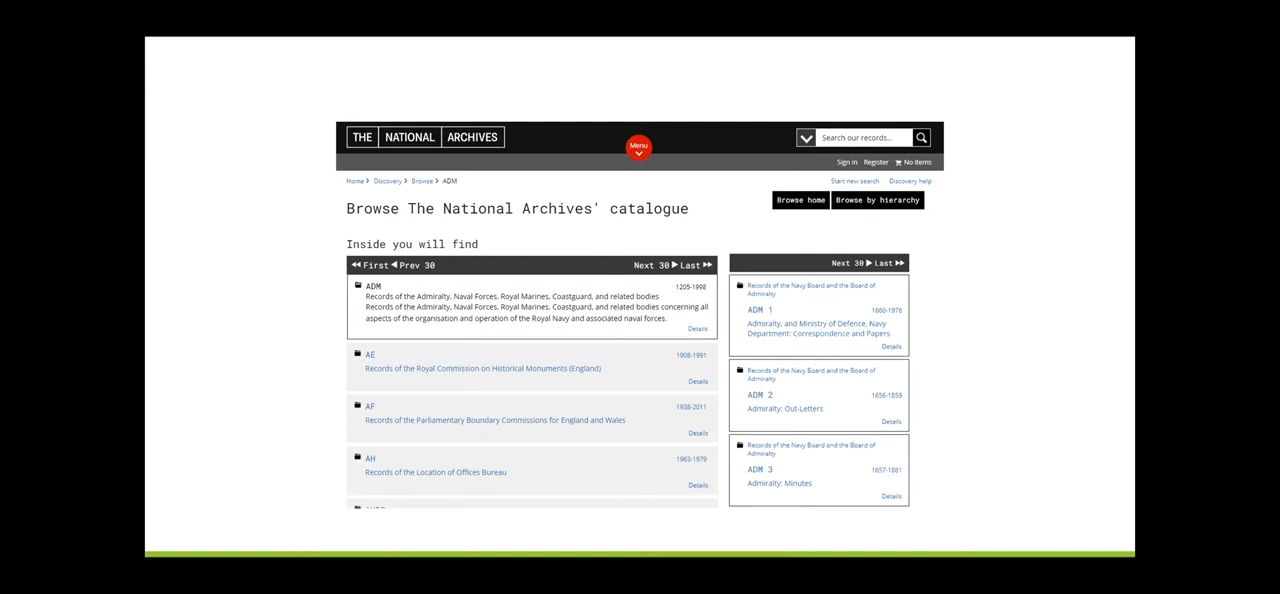 THE NATIONAL ARCHIVES
Menu
Search our records...
Sign in Register No items
Home Discovery Browse ADM
Start new search Discovery help
Browse The National Archives' catalogue
Browse home Browse by hierarchy
Inside you will find
First Prev 30 Next 30 Last
ADM 1205-1998
Records of the Admiralty, Naval Forces, Royal Marines, Coastguard, and related bodies
Records of the Admiralty, Naval Forces, Royal Marines, Coastguard, and related bodies concerning all
aspects of the organisation and operation of the Royal Navy and associated naval forces.
Details
AE 1908-1991
Records of the Royal Commission on Historical Monuments (England)
Details
AF 1938-2011
Records of the Parliamentary Boundary Commissions for England and Wales
Details
AH 1963-1979
Records of the Location of Offices Bureau
Details
Next 30 Last
Records of the Navy Board and the Board of
Admiralty
ADM 1 1660-1976
Admiralty, and Ministry of Defence, Navy
Department: Correspondence and Papers
Details
Records of the Navy Board and the Board of
Admiralty
ADM 2 1656-1859
Admiralty: Out-Letters
Details
Records of the Navy Board and the Board of
Admiralty
ADM 3 1657-1881
Admiralty: Minutes
Details